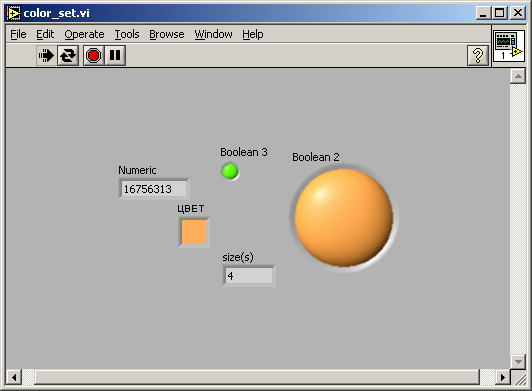 color_set.vi
File Edit Operate Tools Browse Window Help
?
1
Boolean 3
Boolean 2
Numeric
16756313
ЦВЕТ
size(s)
4